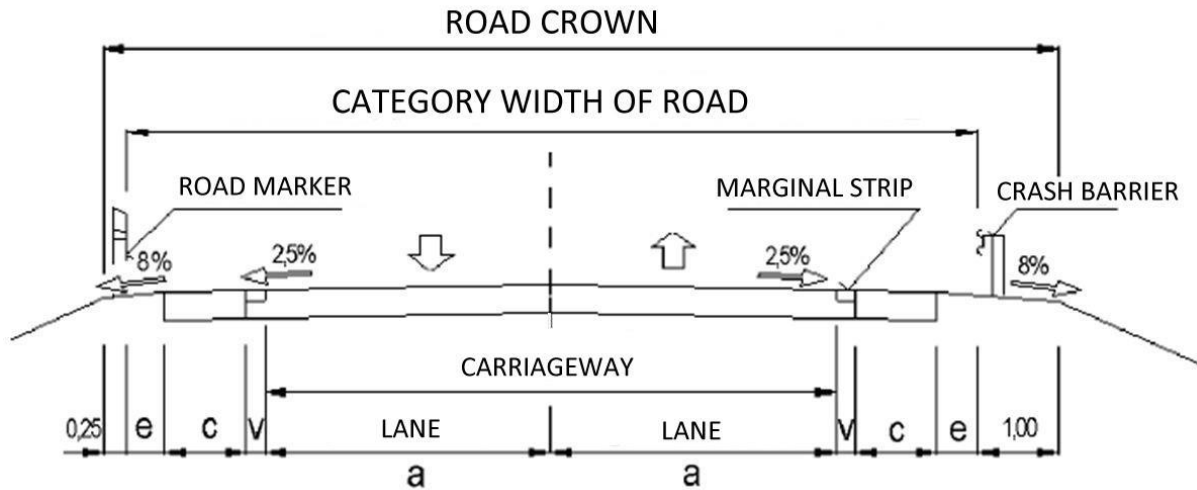 ROAD CROWN
CATEGORY WIDTH OF ROAD
ROAD MARKER
MARGINAL STRIP
CRASH BARRIER
8%
2,5%
2,5%
8%
CARRIAGEWAY
0,25 e c v LANE LANE v c e 1,00
a a